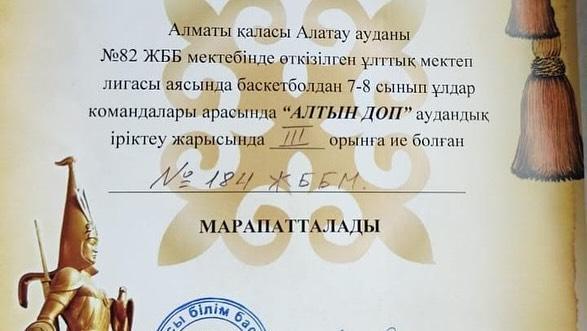 Алматы қаласы Алатау ауданы
№82 ЖББ мектебінде өткізілген ұлттық мектеп
лигасы аясында баскетболдан 7-8 сынып ұлдар
командалары арасында “АЛТЫН ДОП” аудандық
іріктеу жарысында III орынға ие болған
№ 184 ЖББМ.
МАРАПАТТАЛАДЫ
білім